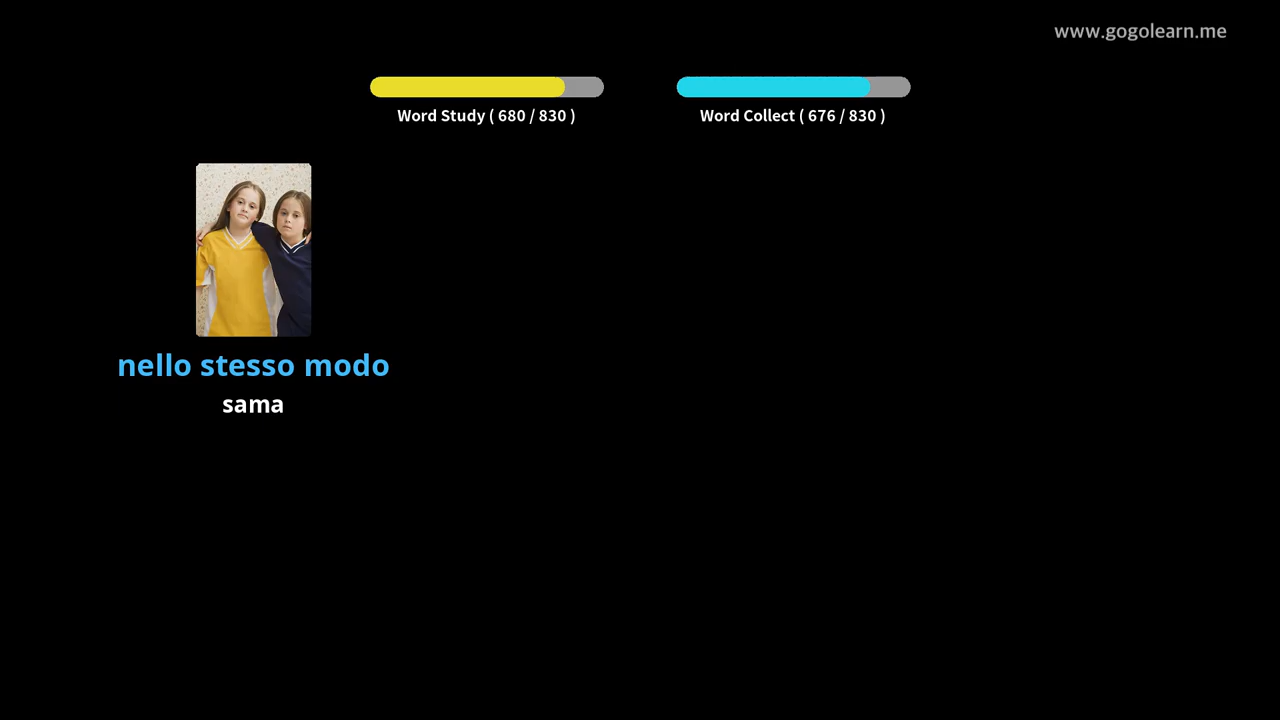 www.gogolearn.me
Word Study ( 680 / 830 )
Word Collect ( 676 / 830 )
nello stesso modo
sama